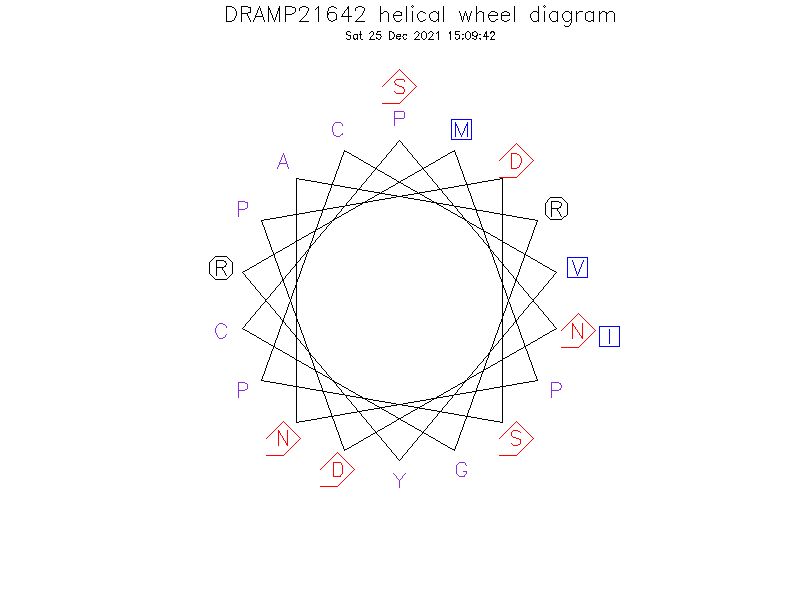 DRAMP21642 helical wheel diagram
Sat 25 Dec 2021 15:09:42
S
C P M
A D
P R
R V
C N I
P P
N S
D Y G